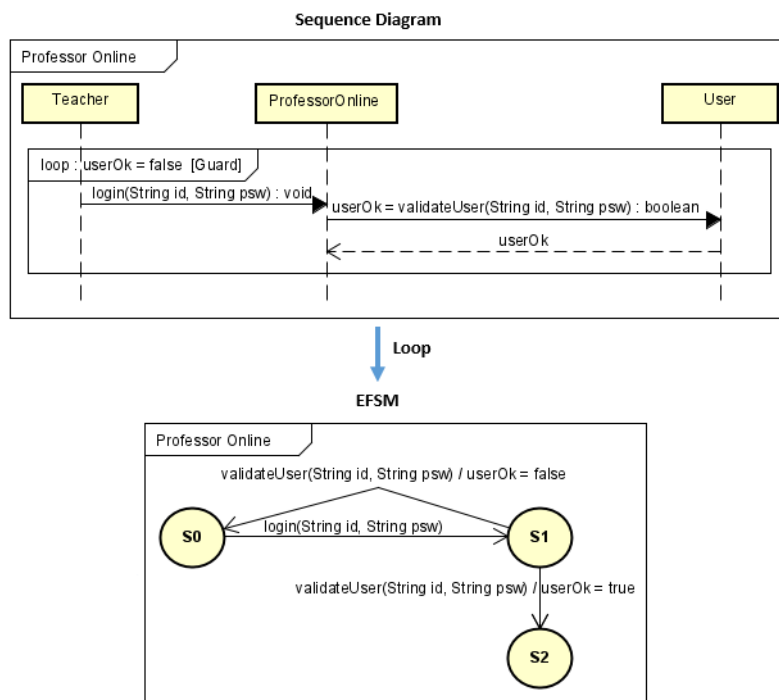 Sequence Diagram
Professor Online
Teacher
ProfessorOnline
User
loop : userOk = false [Guard]
login(String id, String psw) : void
userOk = validateUser(String id, String psw) : boolean
userOk
Loop
EFSM
Professor Online
validateUser(String id, String psw) / userOk = false
S0
login(String id, String psw)
S1
validateUser(String id, String psw) / userOk = true
S2